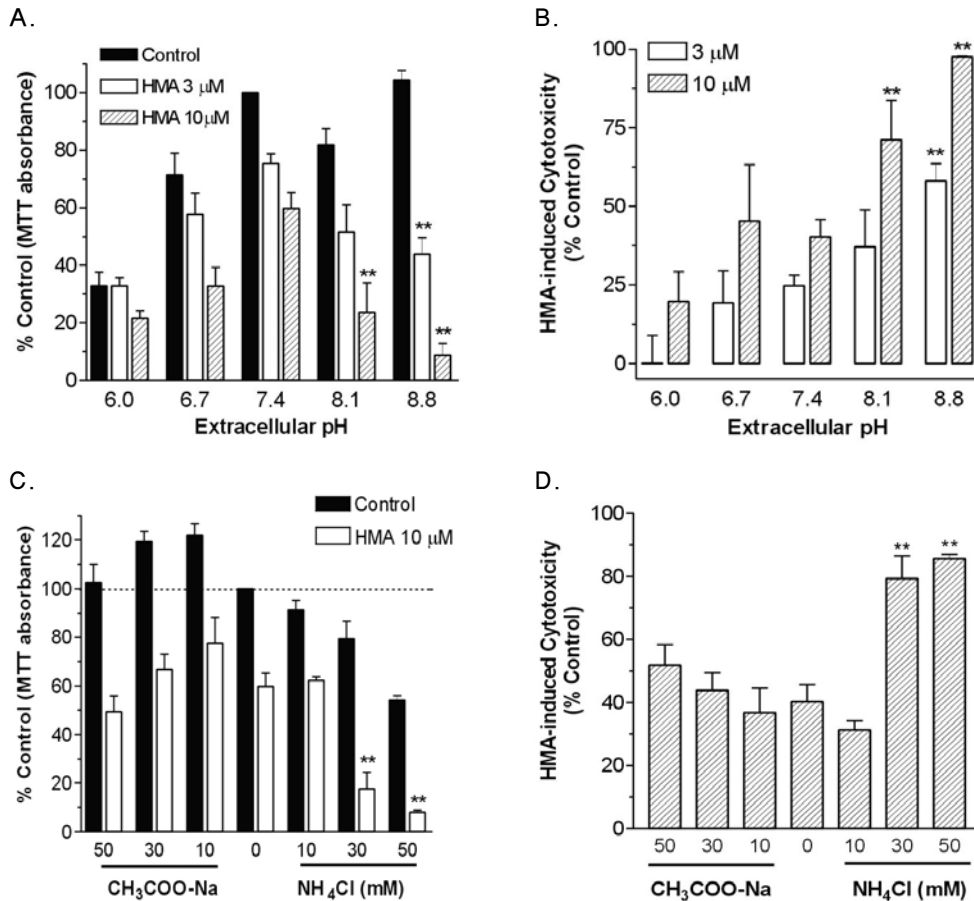 A.
Control
HMA 3 μM
HMA 10μM
% Control (MTT absorbance)
100
80
60
40
20
0
**
**
**
6.0 6.7 7.4 8.1 8.8
Extracellular pH
B.
3 μM
10 μM
HMA-induced Cytotoxicity
(% Control)
100
75
50
25
0
**
**
**
6.0 6.7 7.4 8.1 8.8
Extracellular pH
C.
Control
HMA 10 μM
% Control (MTT absorbance)
120
100
80
60
40
20
0
**
**
50 30 10 0 10 30 50
CH₃COO-Na NH₄Cl (mM)
D.
HMA-induced Cytotoxicity
(% Control)
100
80
60
40
20
0
**
**
50 30 10 0 10 30 50
CH₃COO-Na NH₄Cl (mM)